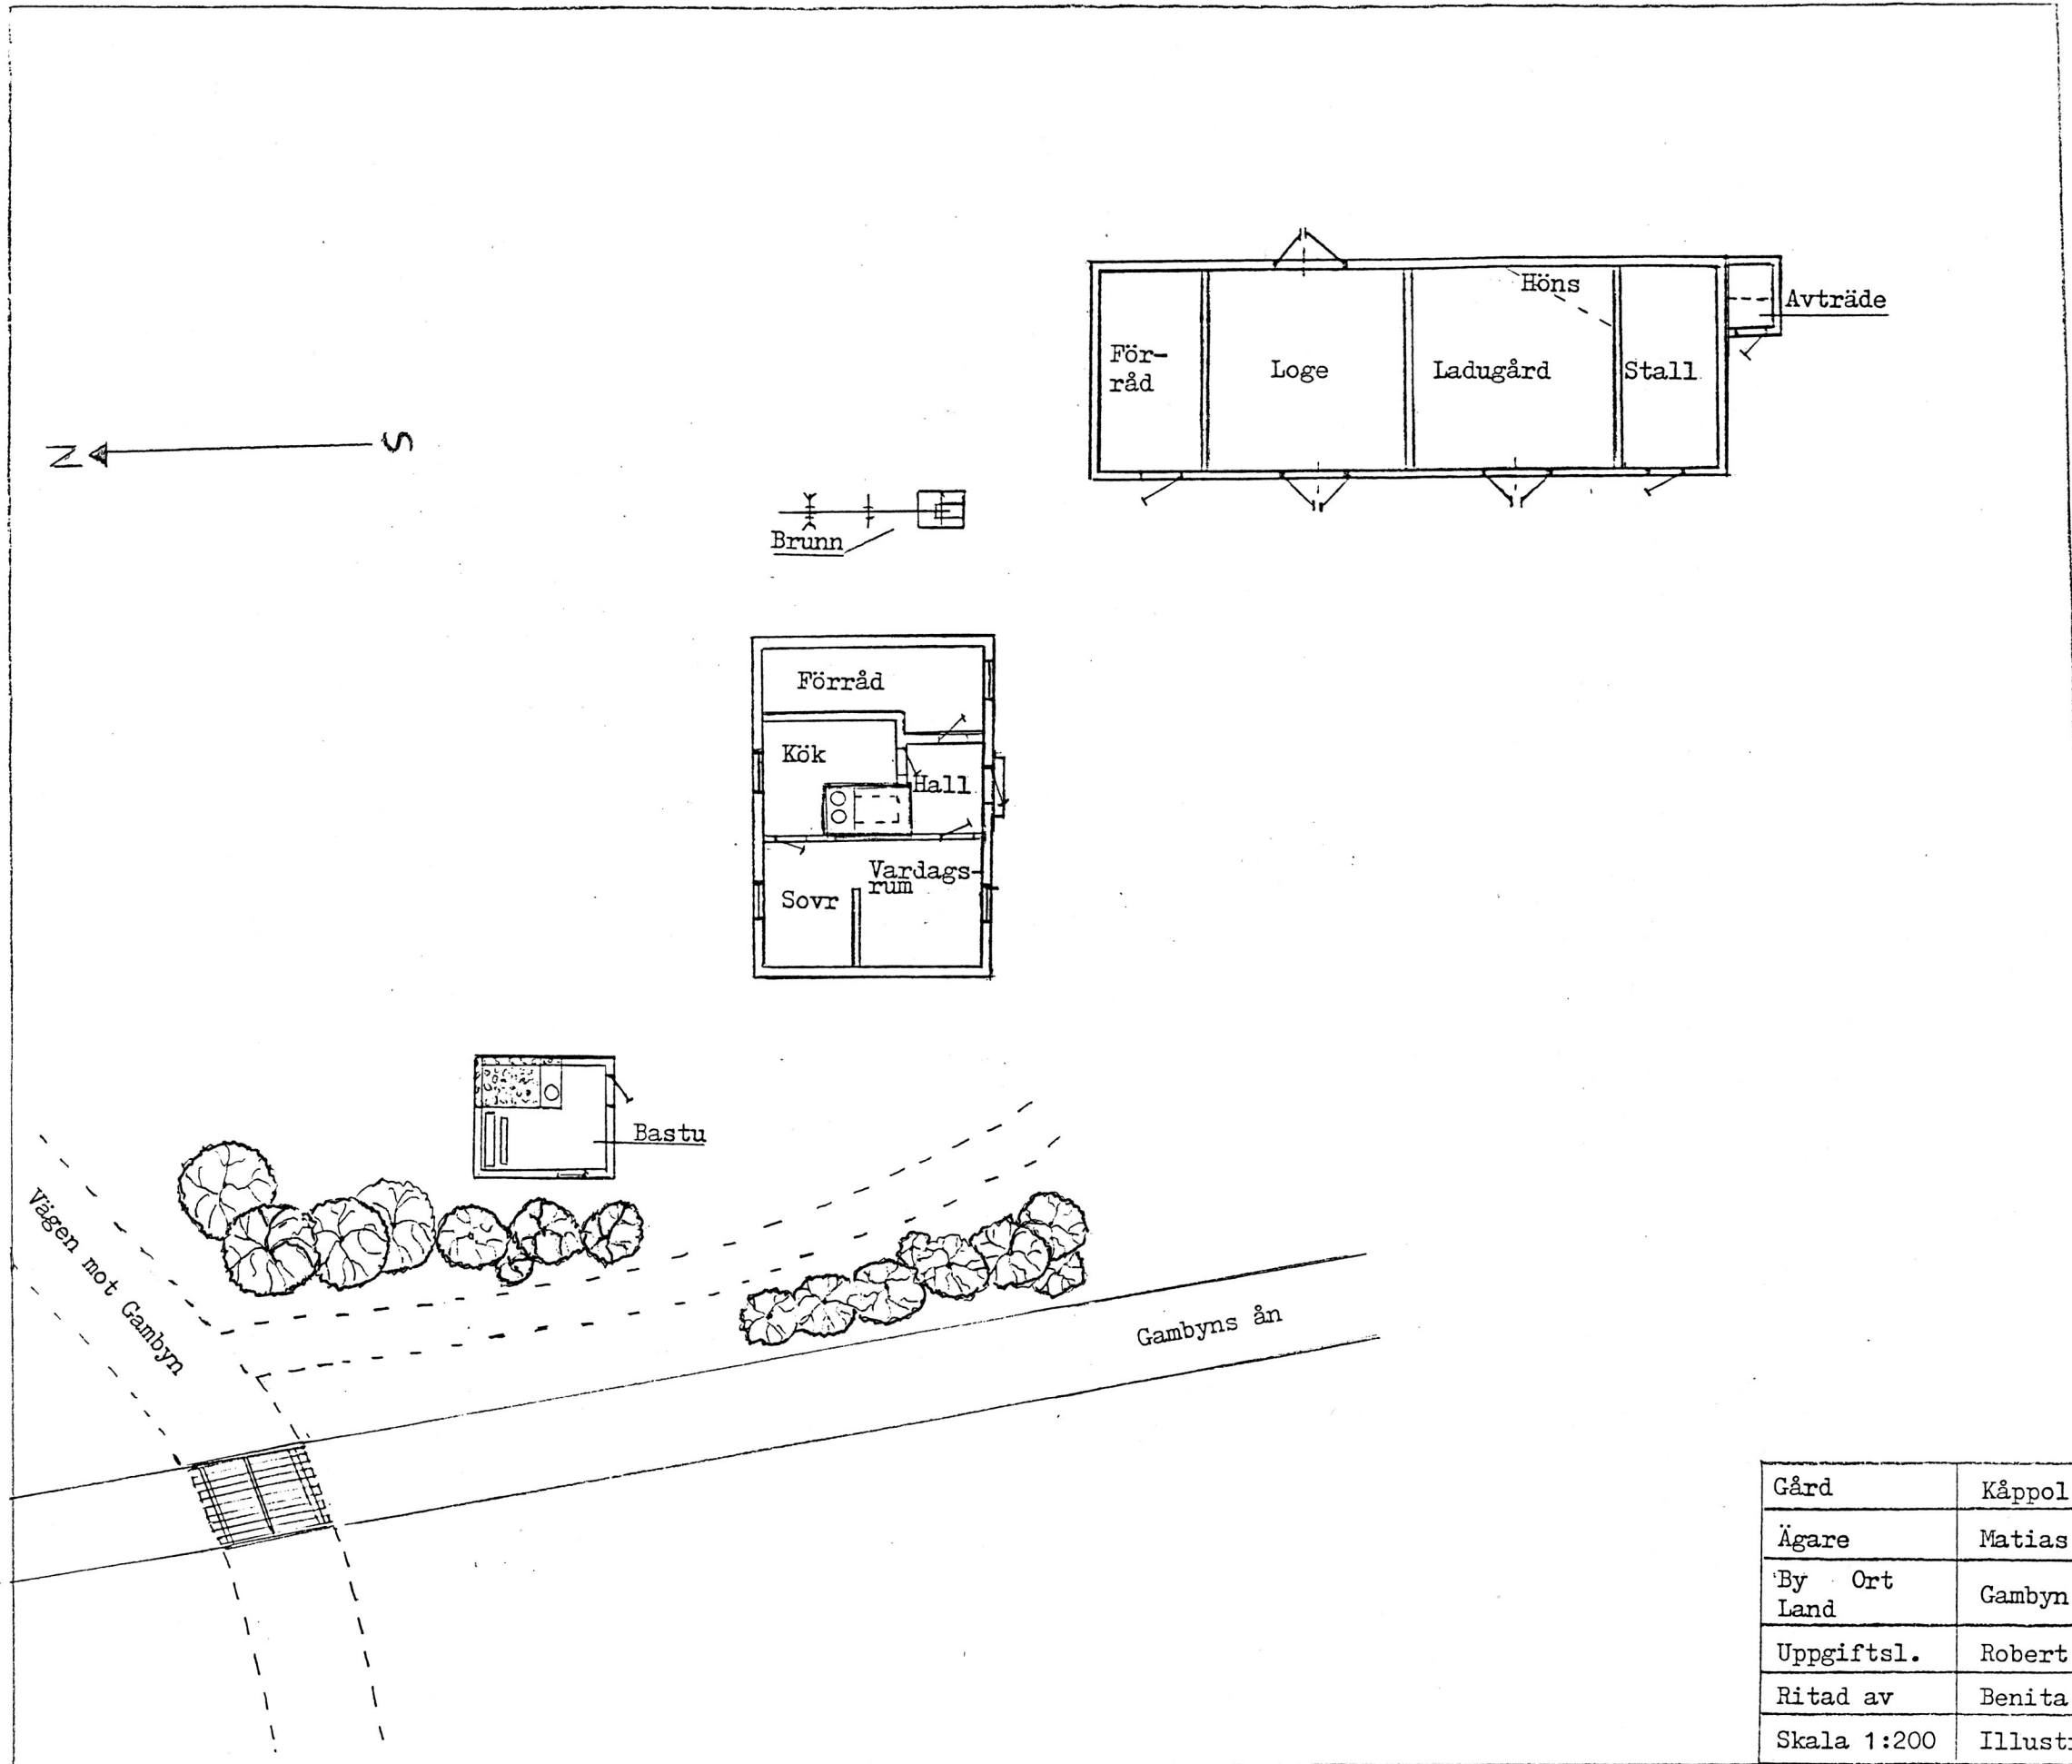 Höns
Avträde
För-
råd
Loge
Ladugård
Stall
N
S
Brunn
Förråd
Kök
Hall
Vardags-
rum
Sovr
Bastu
Vägen mot Gambyn
Gambyns ån
Gård Kåppol
Ägare Matias
By Ort
Land
Gambyn
Uppgiftsl. Robert
Ritad av Benita
Skala 1:200 Illust